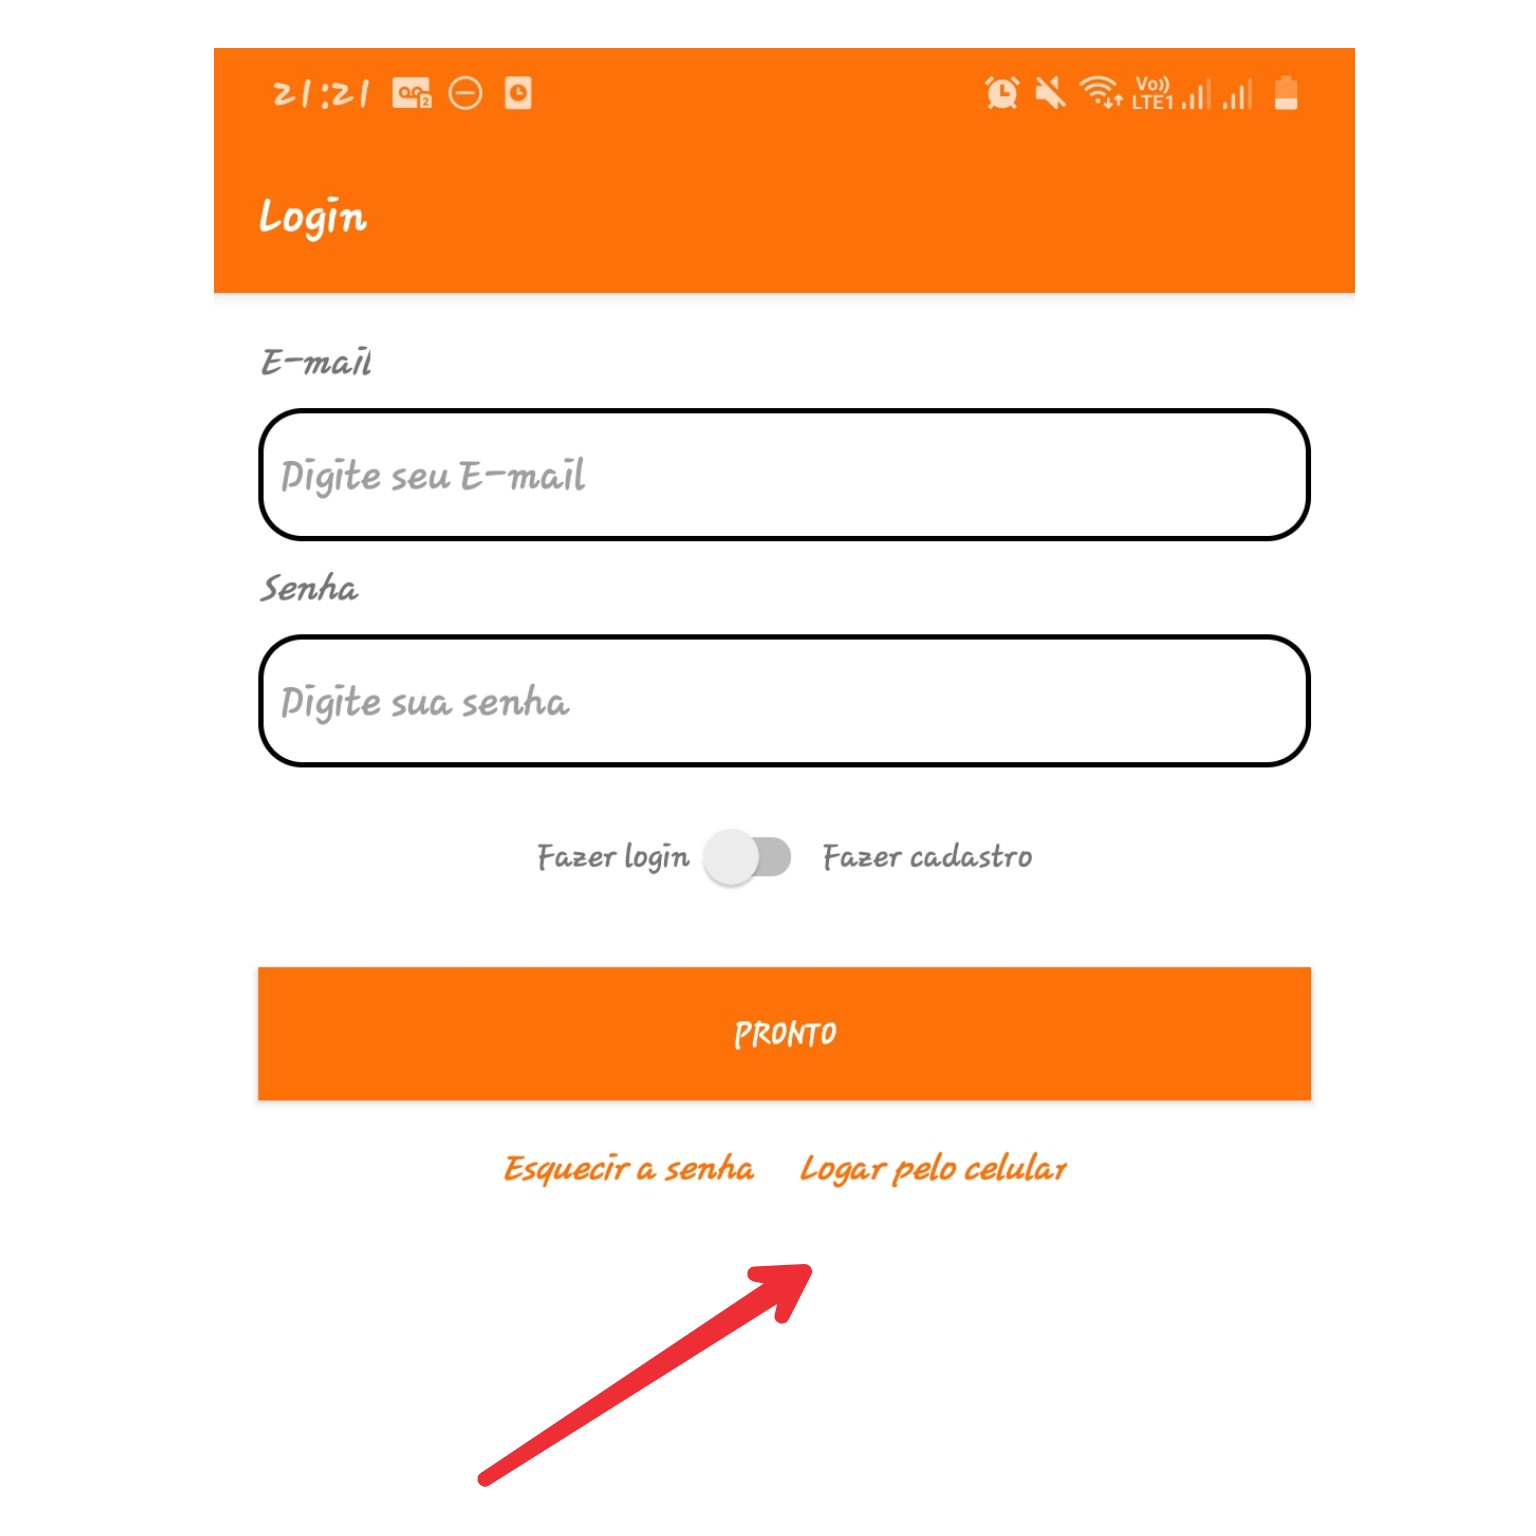 21:21 Vo)) LTE1
Login
E-mail
Digite seu E-mail
Senha
Digite sua senha
Fazer login Fazer cadastro
PRONTO
Esquecir a senha Logar pelo celular